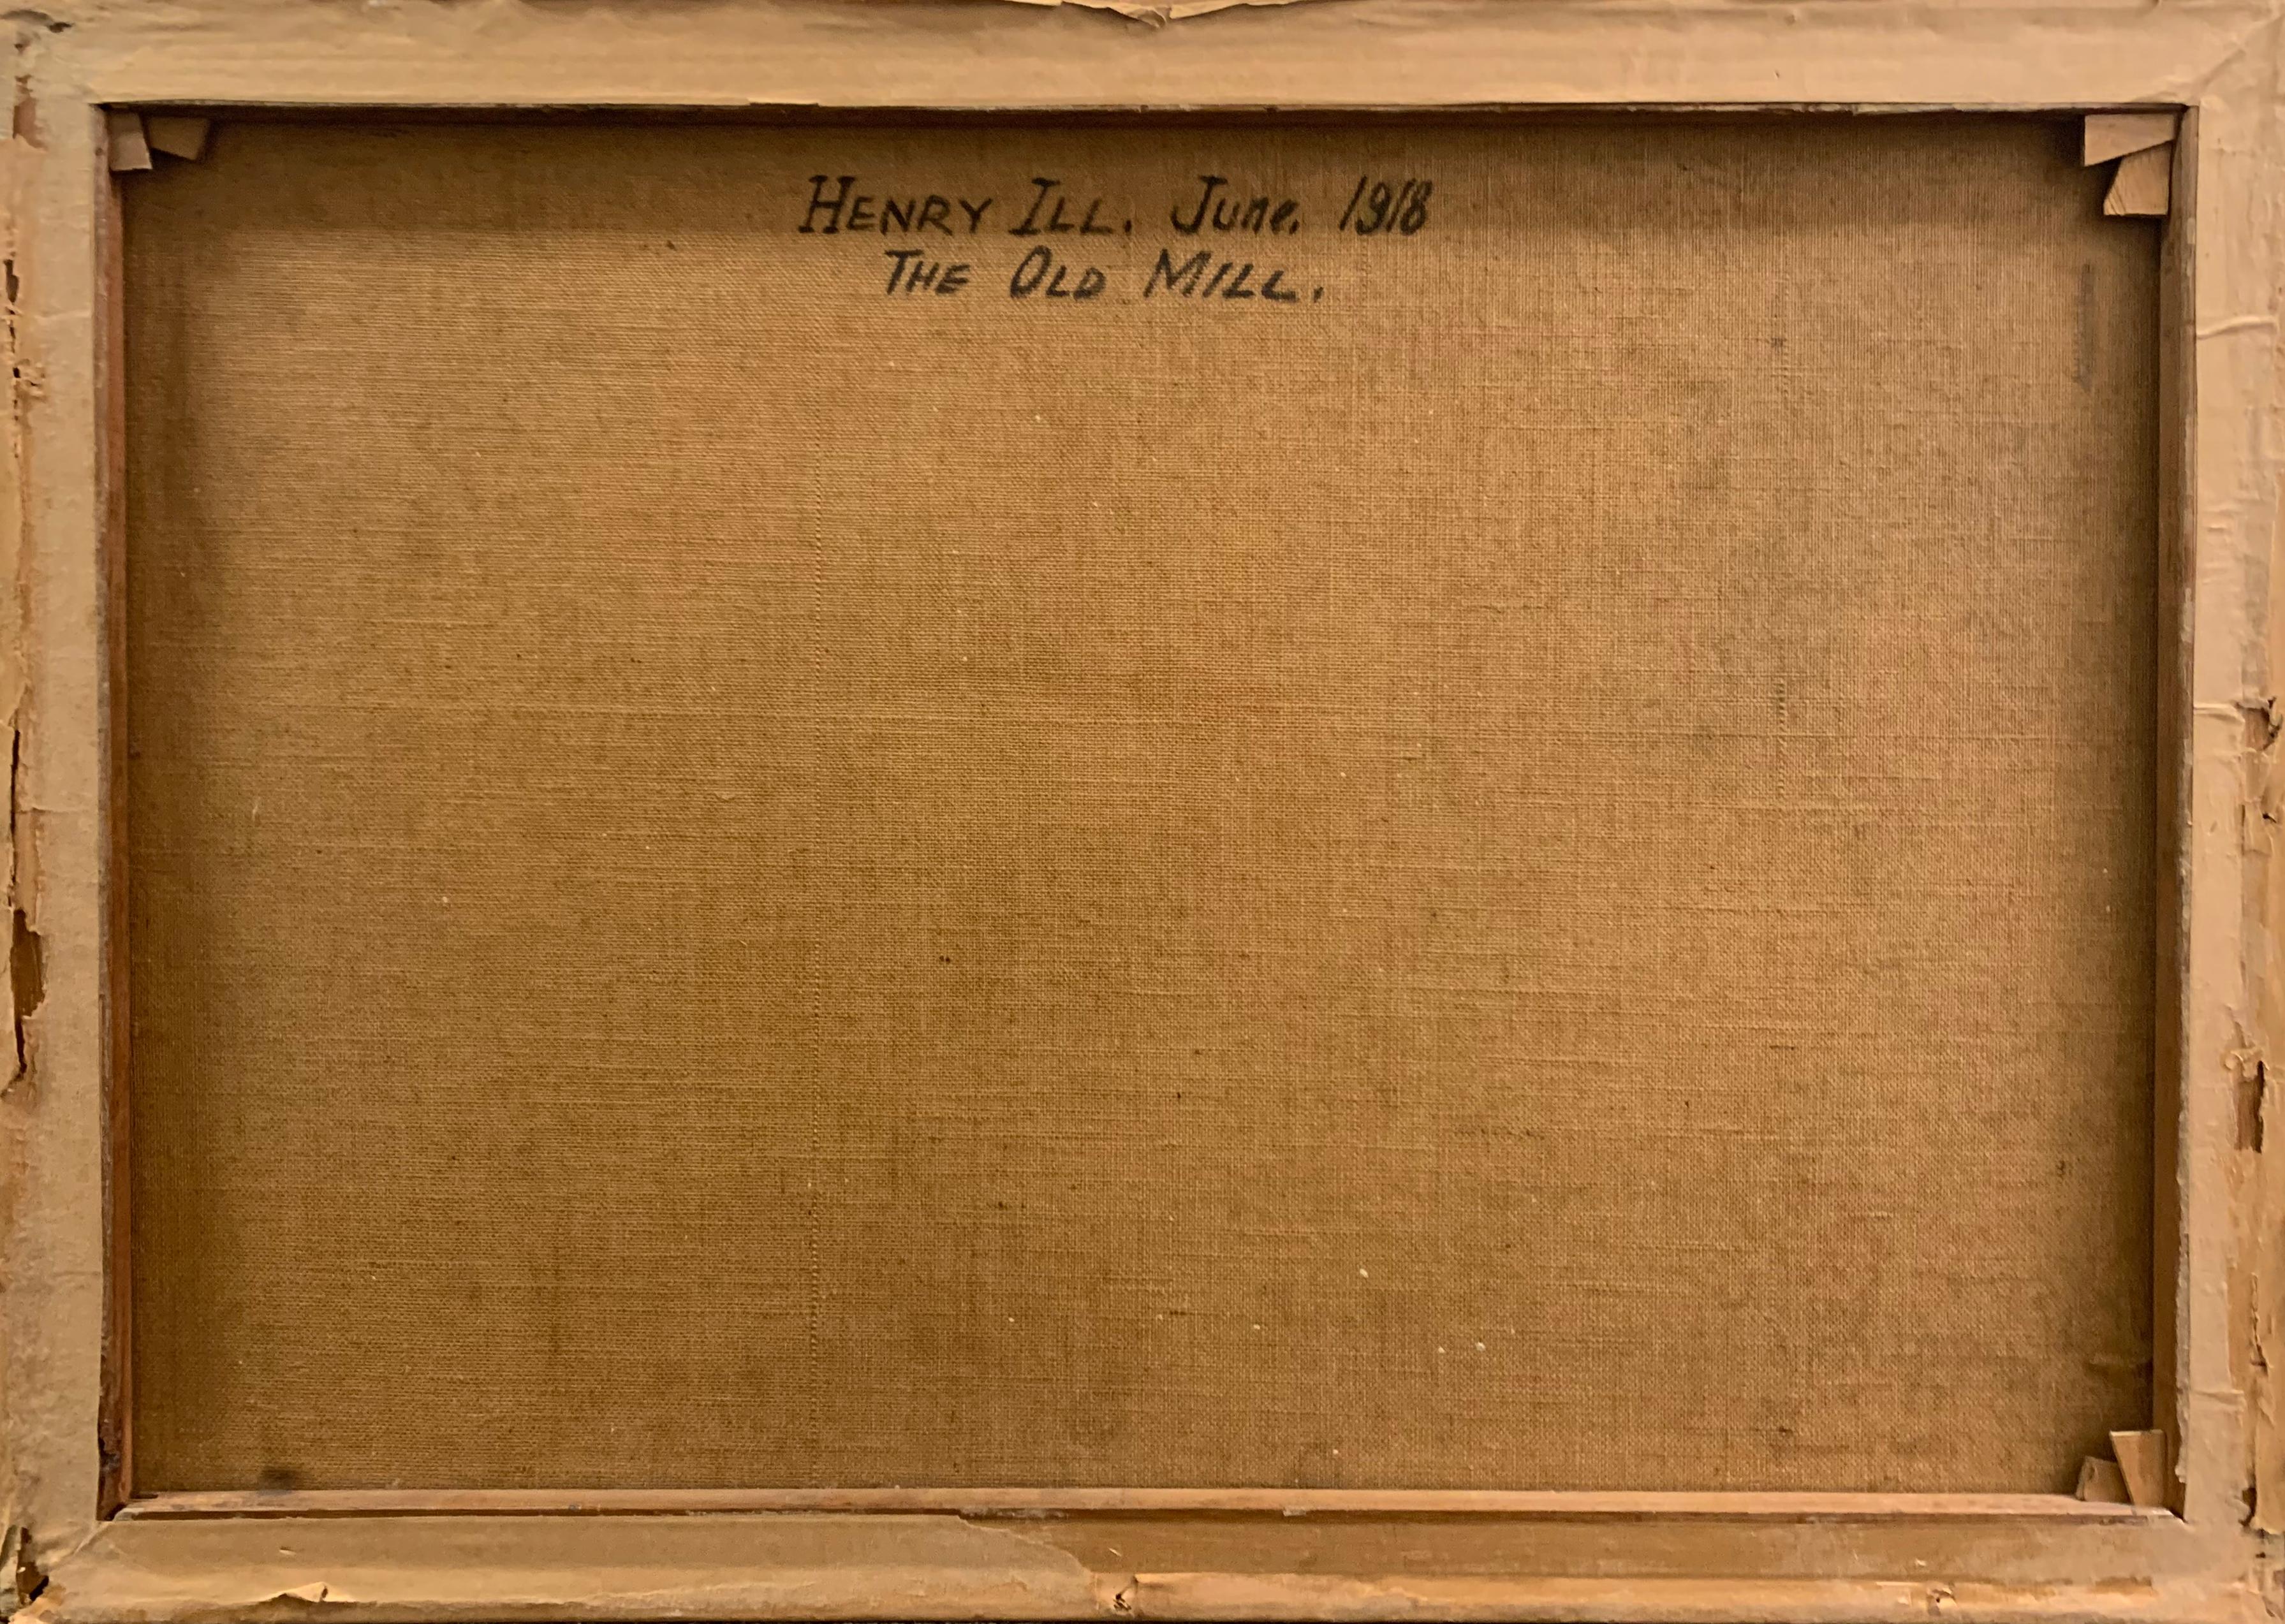 HENRY ILL. June. 1918
THE OLD MILL.